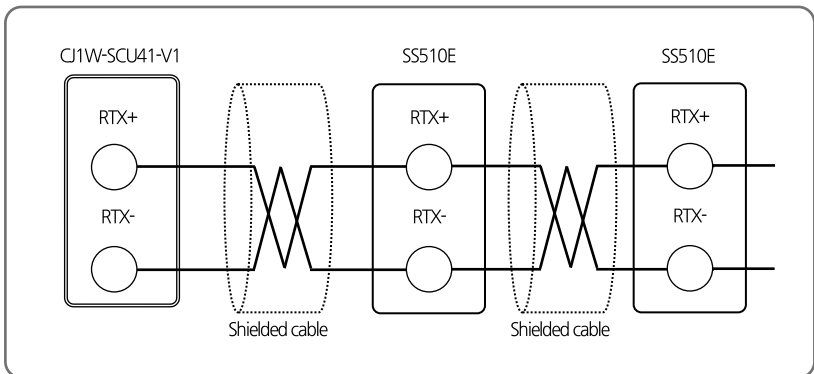 CJ1W-SCU41-V1
SS510E
SS510E
RTX+
RTX+
RTX+
RTX-
RTX-
RTX-
Shielded cable
Shielded cable